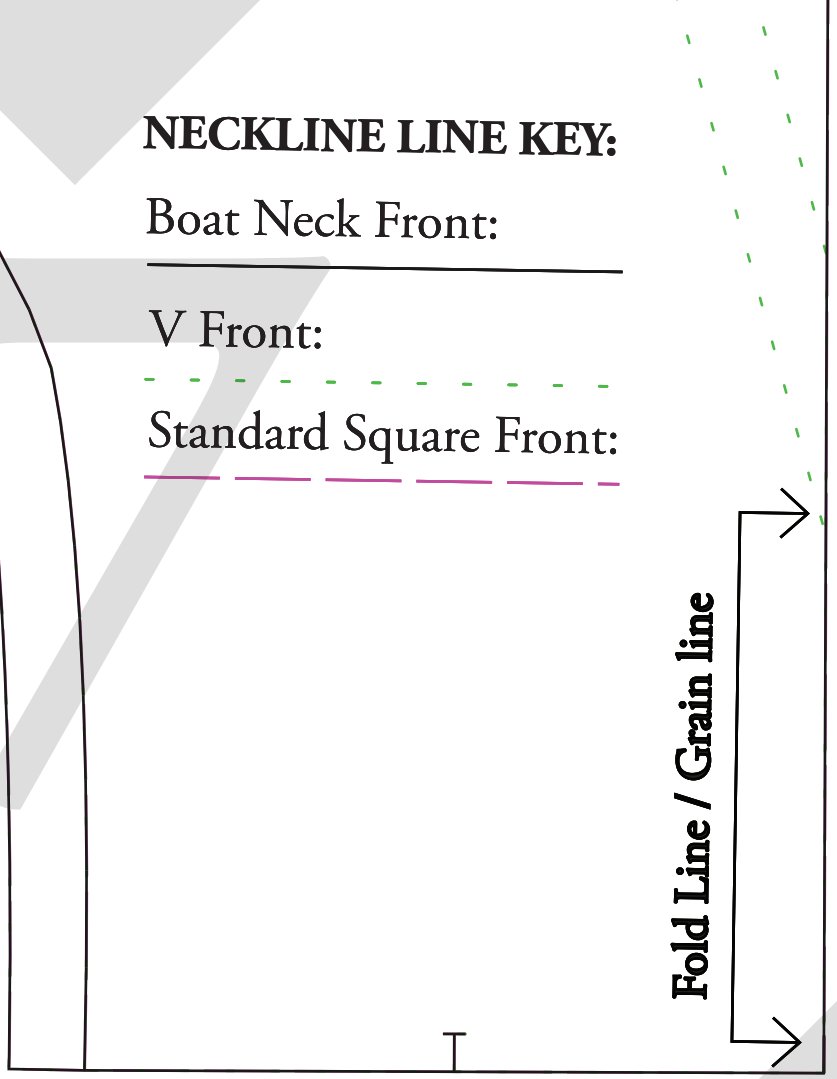 NECKLINE LINE KEY:
Boat Neck Front:
V Front:
Standard Square Front:
Fold Line / Grain line